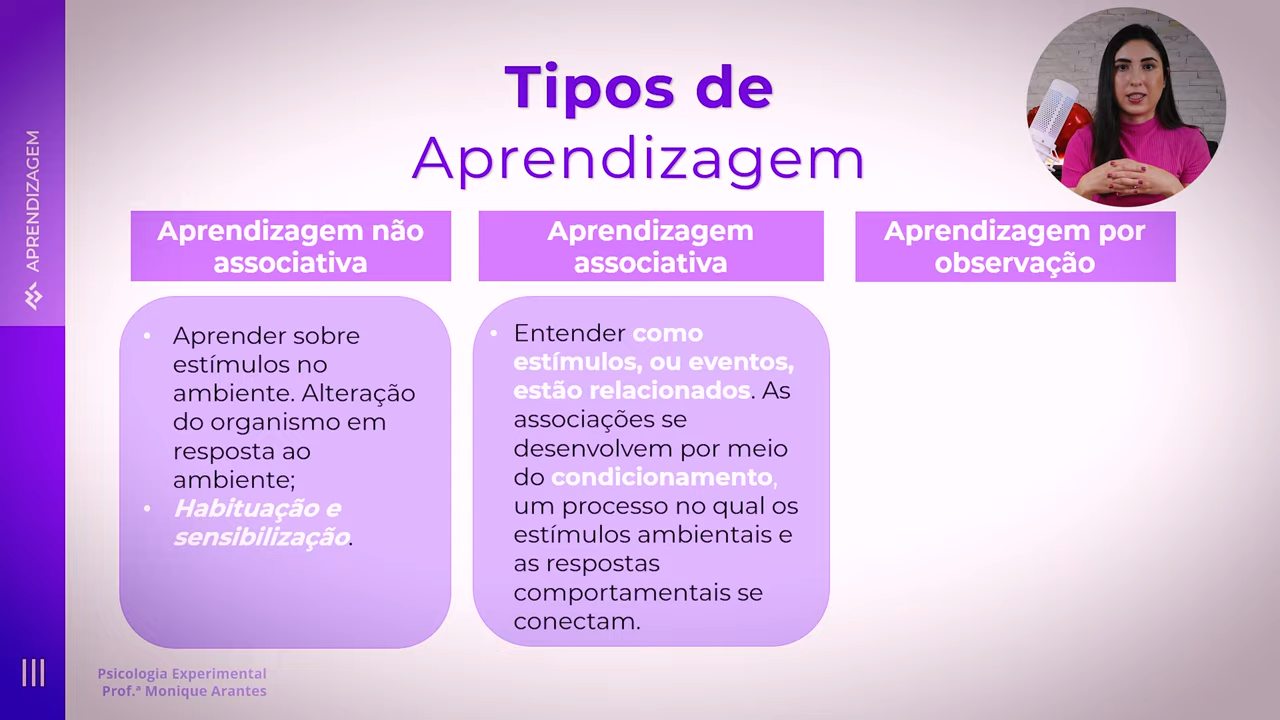 Tipos de
Aprendizagem
APRENDIZAGEM
Aprendizagem não
associativa
Aprendizagem
associativa
Aprendizagem por
observação
• Aprender sobre
estímulos no
ambiente. Alteração
do organismo em
resposta ao
ambiente;
• Habituação e
sensibilização.
• Entender como
estímulos, ou eventos,
estão relacionados. As
associações se
desenvolvem por meio
do condicionamento,
um processo no qual os
estímulos ambientais e
as respostas
comportamentais se
conectam.
Psicologia Experimental
Prof.ª Monique Arantes